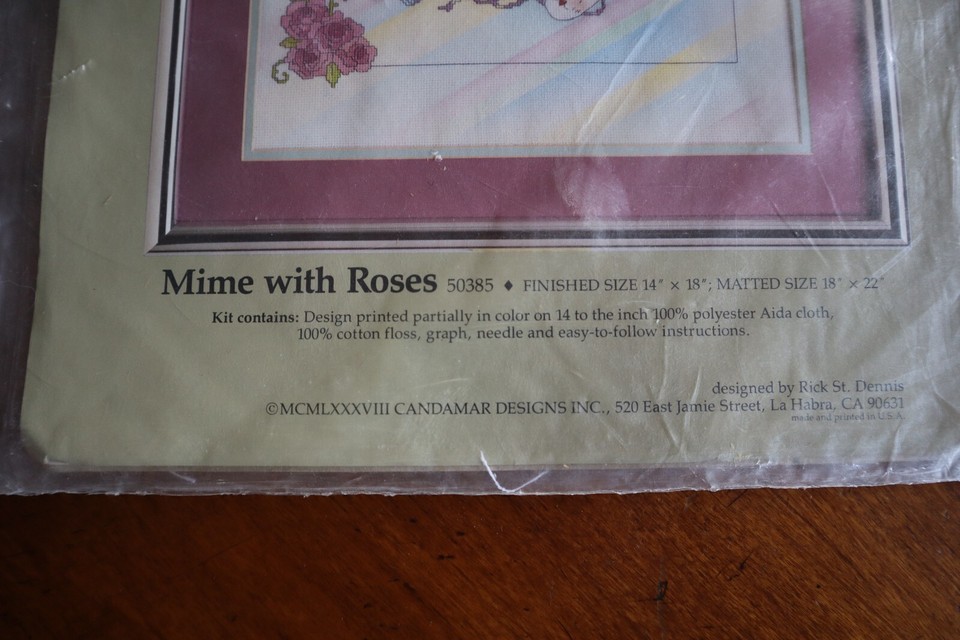 Mime with Roses 50385 ♦ FINISHED SIZE 14" × 18"; MATTED SIZE 18" × 22"
Kit contains: Design printed partially in color on 14 to the inch 100% polyester Aida cloth,
100% cotton floss, graph, needle and easy-to-follow instructions.
designed by Rick St. Dennis
©MCMLXXXVIII CANDAMAR DESIGNS INC., 520 East Jamie Street, La Habra, CA 90631
made and printed in U.S.A.